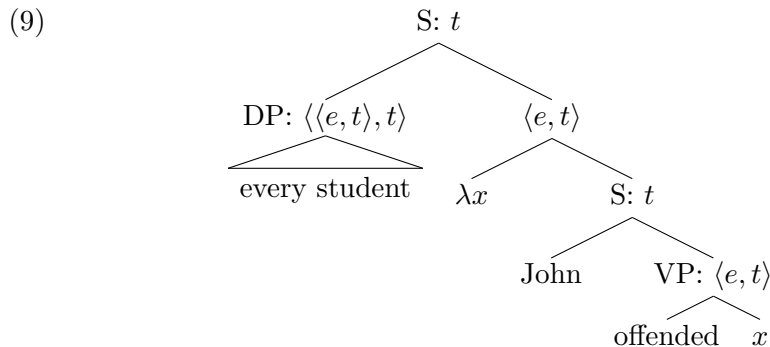 (9)
S: t
DP: ⟨⟨e, t⟩, t⟩ ⟨e, t⟩
every student λx S: t
John VP: ⟨e, t⟩
offended x